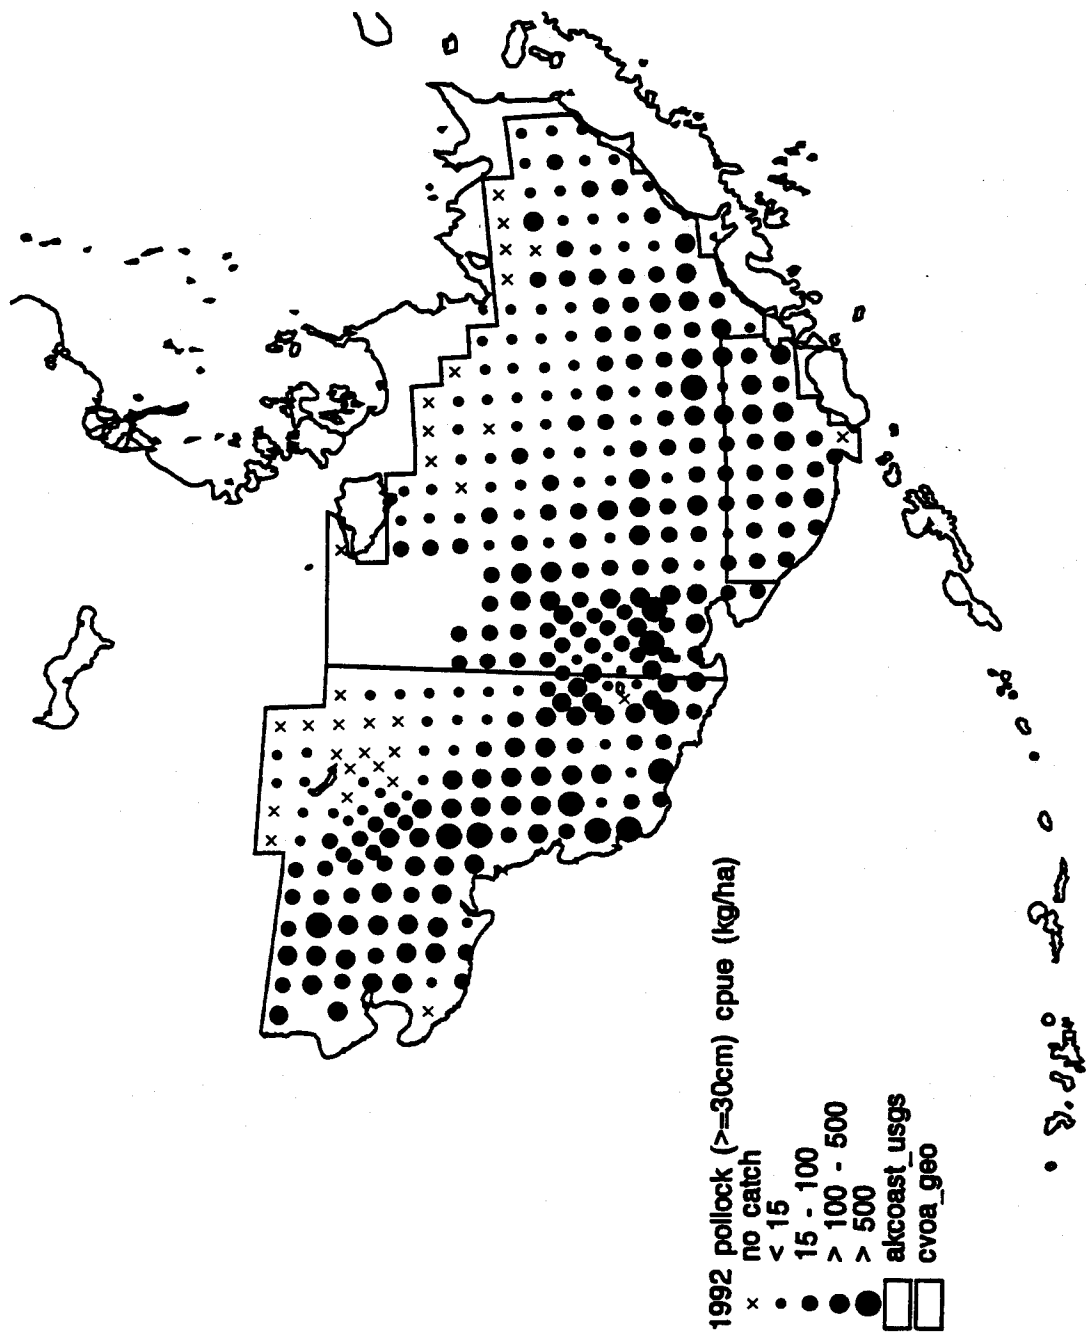 1992 pollock (>=30cm) cpue (kg/ha)
no catch
< 15
15 - 100
> 100 - 500
> 500
akcoast_usgs
cvoa_geo